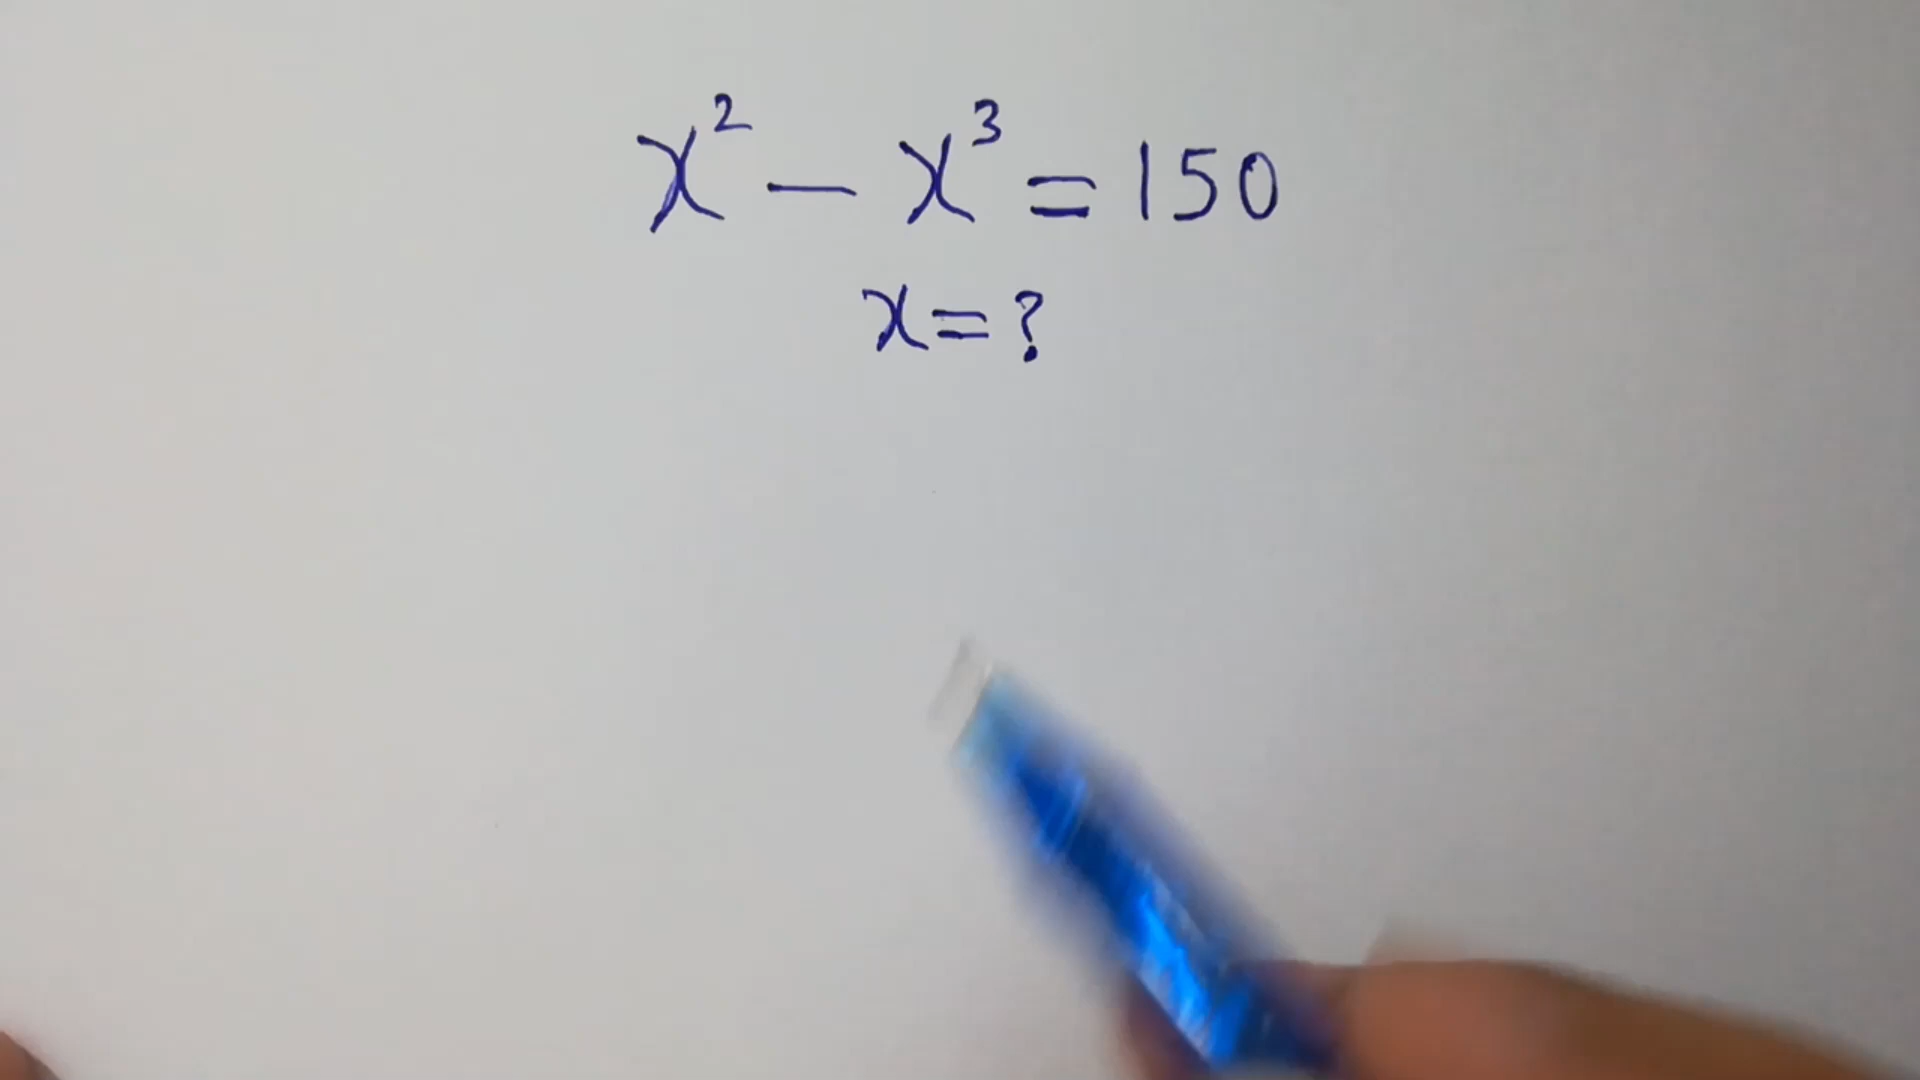 x² - x³ = 150
x = ?